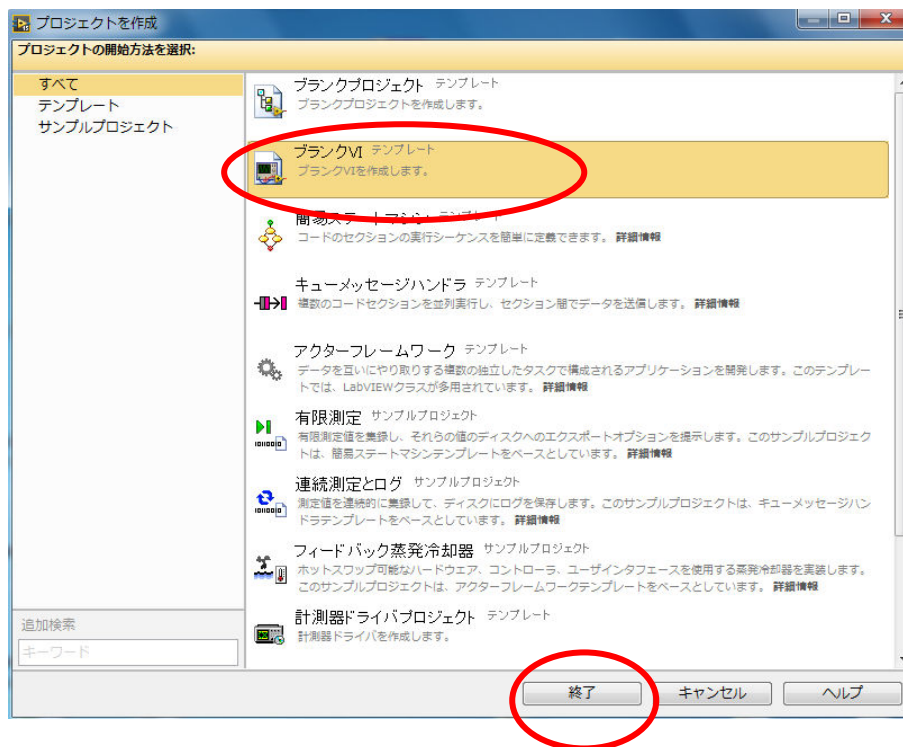 プロジェクトを作成
プロジェクトの開始方法を選択:
すべて
テンプレート
サンプルプロジェクト
ブランクプロジェクト テンプレート
ブランクプロジェクトを作成します。
ブランクVI テンプレート
ブランクVIを作成します。
簡易ステートマシン テンプレート
コードのセクションの実行シーケンスを簡単に定義できます。 詳細情報
キューメッセージハンドラ テンプレート
複数のコードセクションを並列実行し、セクション間でデータを送信します。 詳細情報
アクターフレームワーク テンプレート
データを互いにやり取りする複数の独立したタスクで構成されるアプリケーションを開発します。このテンプレー
トでは、LabVIEWクラスが多用されています。 詳細情報
有限測定 サンプルプロジェクト
有限測定値を集録し、それらの値のディスクへのエクスポートオプションを提示します。このサンプルプロジェク
トは、簡易ステートマシンテンプレートをベースとしています。 詳細情報
連続測定とログ サンプルプロジェクト
測定値を連続的に集録して、ディスクにログを保存します。このサンプルプロジェクトは、キューメッセージハン
ドラテンプレートをベースとしています。 詳細情報
フィードバック蒸発冷却器 サンプルプロジェクト
ホットスワップ可能なハードウェア、コントローラ、ユーザインタフェースを使用する蒸発冷却器を実装します。
このサンプルプロジェクトは、アクターフレームワークテンプレートをベースとしています。 詳細情報
計測器ドライバプロジェクト テンプレート
計測器ドライバを作成します。
追加検索
キーワード
終了 キャンセル ヘルプ